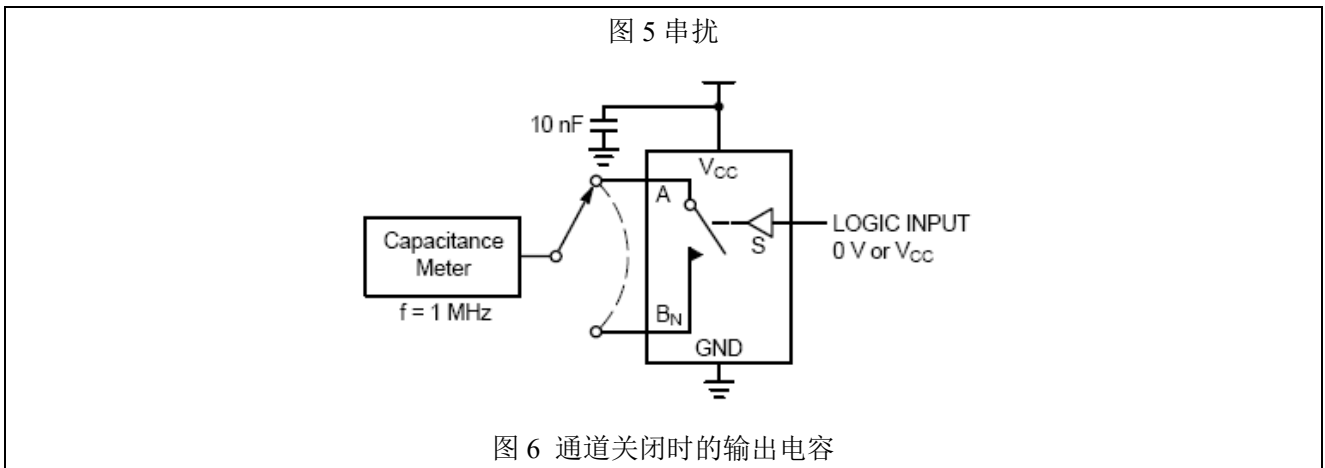 图 5 串扰
10 nF
VCC
A
LOGIC INPUT
0 V or VCC
S
Capacitance
Meter
f = 1 MHz
BN
GND
图 6 通道关闭时的输出电容